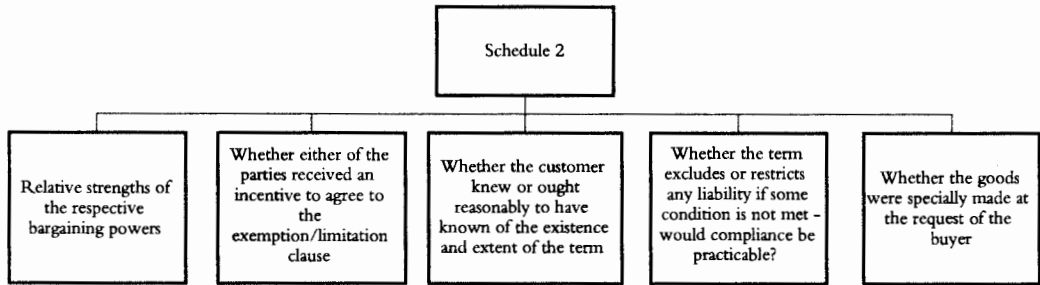 Schedule 2
Relative strengths of
the respective
bargaining powers
Whether either of the
parties received an
incentive to agree to
the
exemption/limitation
clause
Whether the customer
knew or ought
reasonably to have
known of the existence
and extent of the term
Whether the term
excludes or restricts
any liability if some
condition is not met –
would compliance be
practicable?
Whether the goods
were specially made at
the request of the
buyer